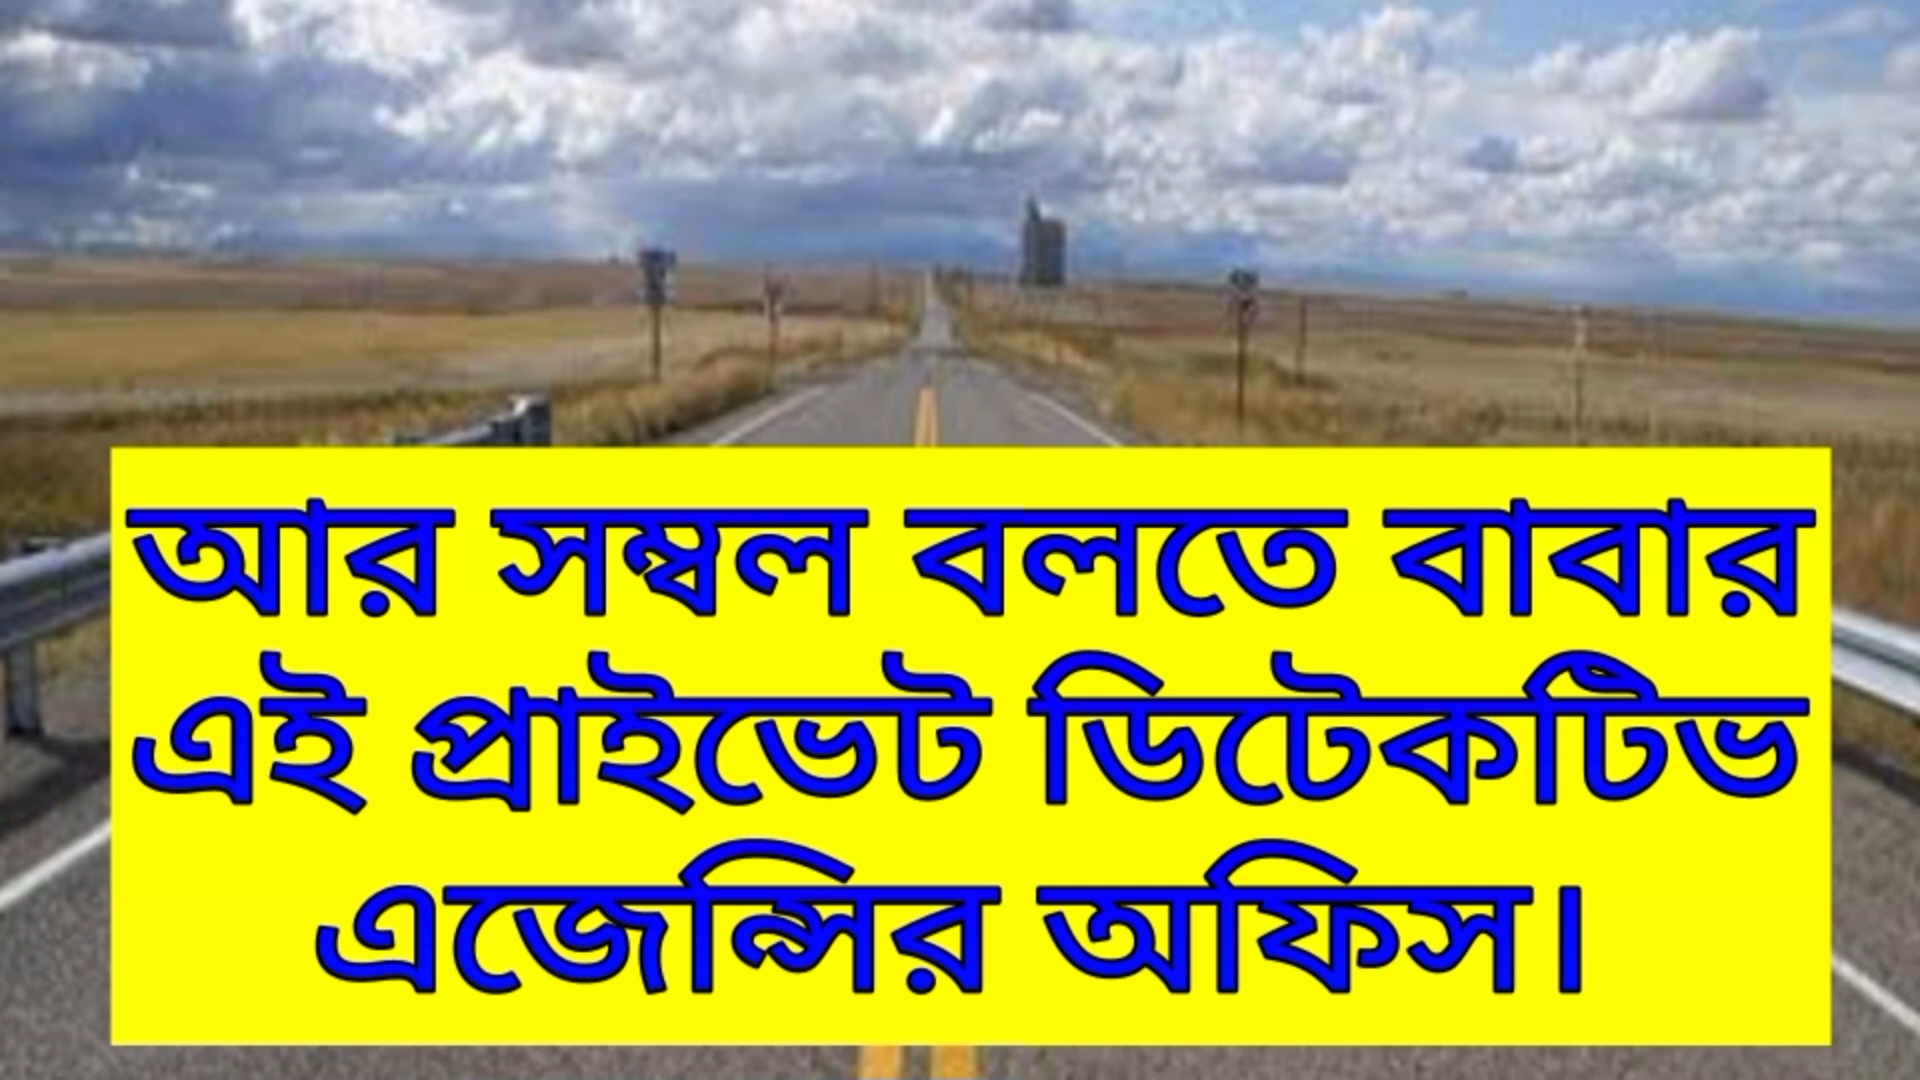 আর সম্বল বলতে বাবার
এই প্রাইভেট ডিটেকটিভ
এজেন্সির অফিস।